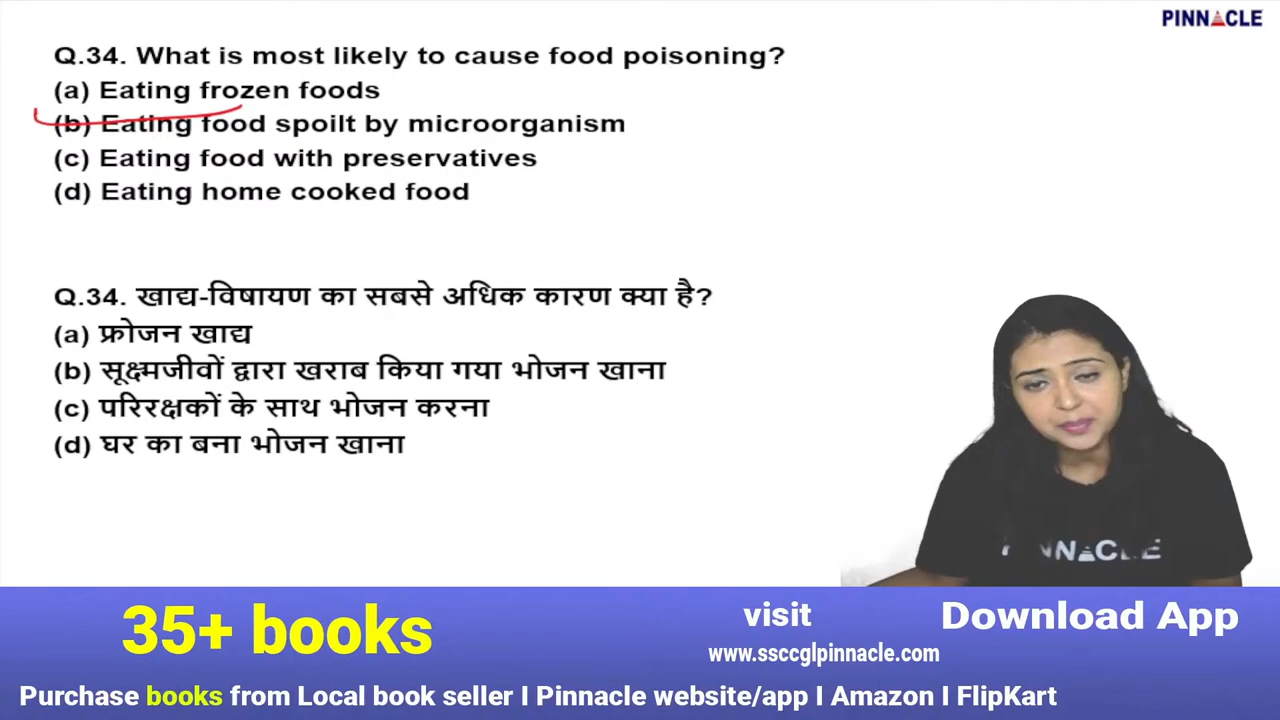 PINNACLE
Q.34. What is most likely to cause food poisoning?
(a) Eating frozen foods
(b) Eating food spoilt by microorganism
(c) Eating food with preservatives
(d) Eating home cooked food
Q.34. खाद्य-विषायण का सबसे अधिक कारण क्या है?
(a) फ्रोजन खाद्य
(b) सूक्ष्मजीवों द्वारा खराब किया गया भोजन खाना
(c) परिरक्षकों के साथ भोजन करना
(d) घर का बना भोजन खाना
PINNACLE
35+ books
visit
www.ssccglpinnacle.com
Download App
Purchase books from Local book seller I Pinnacle website/app I Amazon I FlipKart